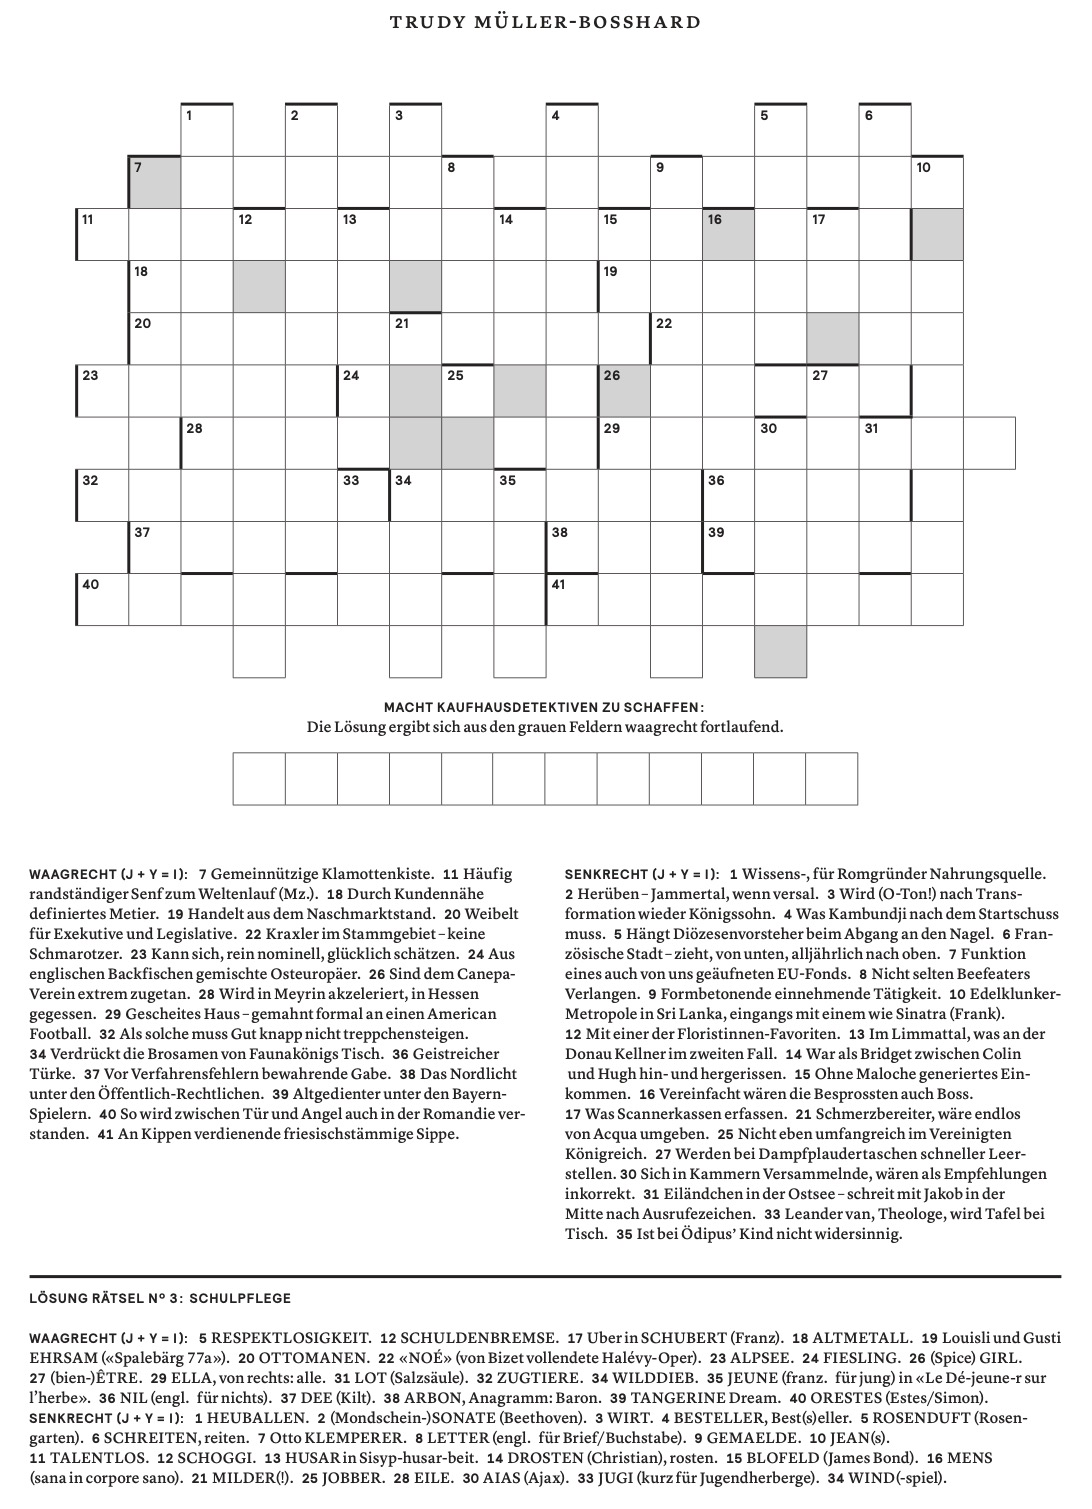 TRUDY MÜLLER-BOSSHARD
1 2 3 4 5 6
7 8 9 10
11 12 13 14 15 16 17
18 19
20 21 22
23 24 25 26 27
28 29 30 31
32 33 34 35 36
37 38 39
40 41
MACHT KAUFHAUSDETEKTIVEN ZU SCHAFFEN:
Die Lösung ergibt sich aus den grauen Feldern waagrecht fortlaufend.
WAAGRECHT (J + Y = I): 7 Gemeinnützige Klamottenkiste. 11 Häufig
randständiger Senf zum Weltenlauf (Mz.). 18 Durch Kundennähe
definiertes Metier. 19 Handelt aus dem Naschmarktstand. 20 Weibelt
für Exekutive und Legislative. 22 Kraxler im Stammgebiet – keine
Schmarotzer. 23 Kann sich, rein nominell, glücklich schätzen. 24 Aus
englischen Backfischen gemischte Osteuropäer. 26 Sind dem Canepa-
Verein extrem zugetan. 28 Wird in Meyrin akzeleriert, in Hessen
gegessen. 29 Gescheites Haus – gemahnt formal an einen American
Football. 32 Als solche muss Gut knapp nicht treppchensteigen.
34 Verdrückt die Brosamen von Faunakönigs Tisch. 36 Geistreicher
Türke. 37 Vor Verfahrensfehlern bewahrende Gabe. 38 Das Nordlicht
unter den Öffentlich-Rechtlichen. 39 Altgedienter unter den Bayern-
Spielern. 40 So wird zwischen Tür und Angel auch in der Romandie ver-
standen. 41 An Kippen verdienende friesischstämmige Sippe.
SENKRECHT (J + Y = I): 1 Wissens-, für Romgründer Nahrungsquelle.
2 Herüben – Jammertal, wenn versal. 3 Wird (O-Ton!) nach Trans-
formation wieder Königssohn. 4 Was Kambundji nach dem Startschuss
muss. 5 Hängt Diözesenvorsteher beim Abgang an den Nagel. 6 Fran-
zösische Stadt – zieht, von unten, alljährlich nach oben. 7 Funktion
eines auch von uns geäufneten EU-Fonds. 8 Nicht selten Beefeaters
Verlangen. 9 Formbetonende einnehmende Tätigkeit. 10 Edelklunker-
Metropole in Sri Lanka, eingangs mit einem wie Sinatra (Frank).
12 Mit einer der Floristinnen-Favoriten. 13 Im Limmattal, was an der
Donau Kellner im zweiten Fall. 14 War als Bridget zwischen Colin
und Hugh hin- und hergerissen. 15 Ohne Maloche generiertes Ein-
kommen. 16 Vereinfacht wären die Besprossten auch Boss.
17 Was Scannerkassen erfassen. 21 Schmerzbereiter, wäre endlos
von Acqua umgeben. 25 Nicht eben umfangreich im Vereinigten
Königreich. 27 Werden bei Dampfplaudertaschen schneller Leer-
stellen. 30 Sich in Kammern Versammelnde, wären als Empfehlungen
inkorrekt. 31 Eiländchen in der Ostsee – schreit mit Jakob in der
Mitte nach Ausrufezeichen. 33 Leander van, Theologe, wird Tafel bei
Tisch. 35 Ist bei Ödipus' Kind nicht widersinnig.
LÖSUNG RÄTSEL Nº 3: SCHULPFLEGE
WAAGRECHT (J + Y = I): 5 RESPEKTLOSIGKEIT. 12 SCHULDENBREMSE. 17 Uber in SCHUBERT (Franz). 18 ALTMETALL. 19 Louisli und Gusti
EHRSAM («Spalebärg 77a»). 20 OTTOMANEN. 22 «NOÉ» (von Bizet vollendete Halévy-Oper). 23 ALPSEE. 24 FIESLING. 26 (Spice) GIRL.
27 (bien-)ÊTRE. 29 ELLA, von rechts: alle. 31 LOT (Salzsäule). 32 ZUGTIERE. 34 WILDDIEB. 35 JEUNE (franz. für jung) in «Le Dé-jeune-r sur
l'herbe». 36 NIL (engl. für nichts). 37 DEE (Kilt). 38 ARBON, Anagramm: Baron. 39 TANGERINE Dream. 40 ORESTES (Estes/Simon).
SENKRECHT (J + Y = I): 1 HEUBALLEN. 2 (Mondschein-)SONATE (Beethoven). 3 WIRT. 4 BESTELLER, Best(s)eller. 5 ROSENDUFT (Rosen-
garten). 6 SCHREITEN, reiten. 7 Otto KLEMPERER. 8 LETTER (engl. für Brief/Buchstabe). 9 GEMAELDE. 10 JEAN(s).
11 TALENTLOS. 12 SCHOGGI. 13 HUSAR in Sisyp-husar-beit. 14 DROSTEN (Christian), rosten. 15 BLOFELD (James Bond). 16 MENS
(sana in corpore sano). 21 MILDER(!). 25 JOBBER. 28 EILE. 30 AIAS (Ajax). 33 JUGI (kurz für Jugendherberge). 34 WIND(-spiel).